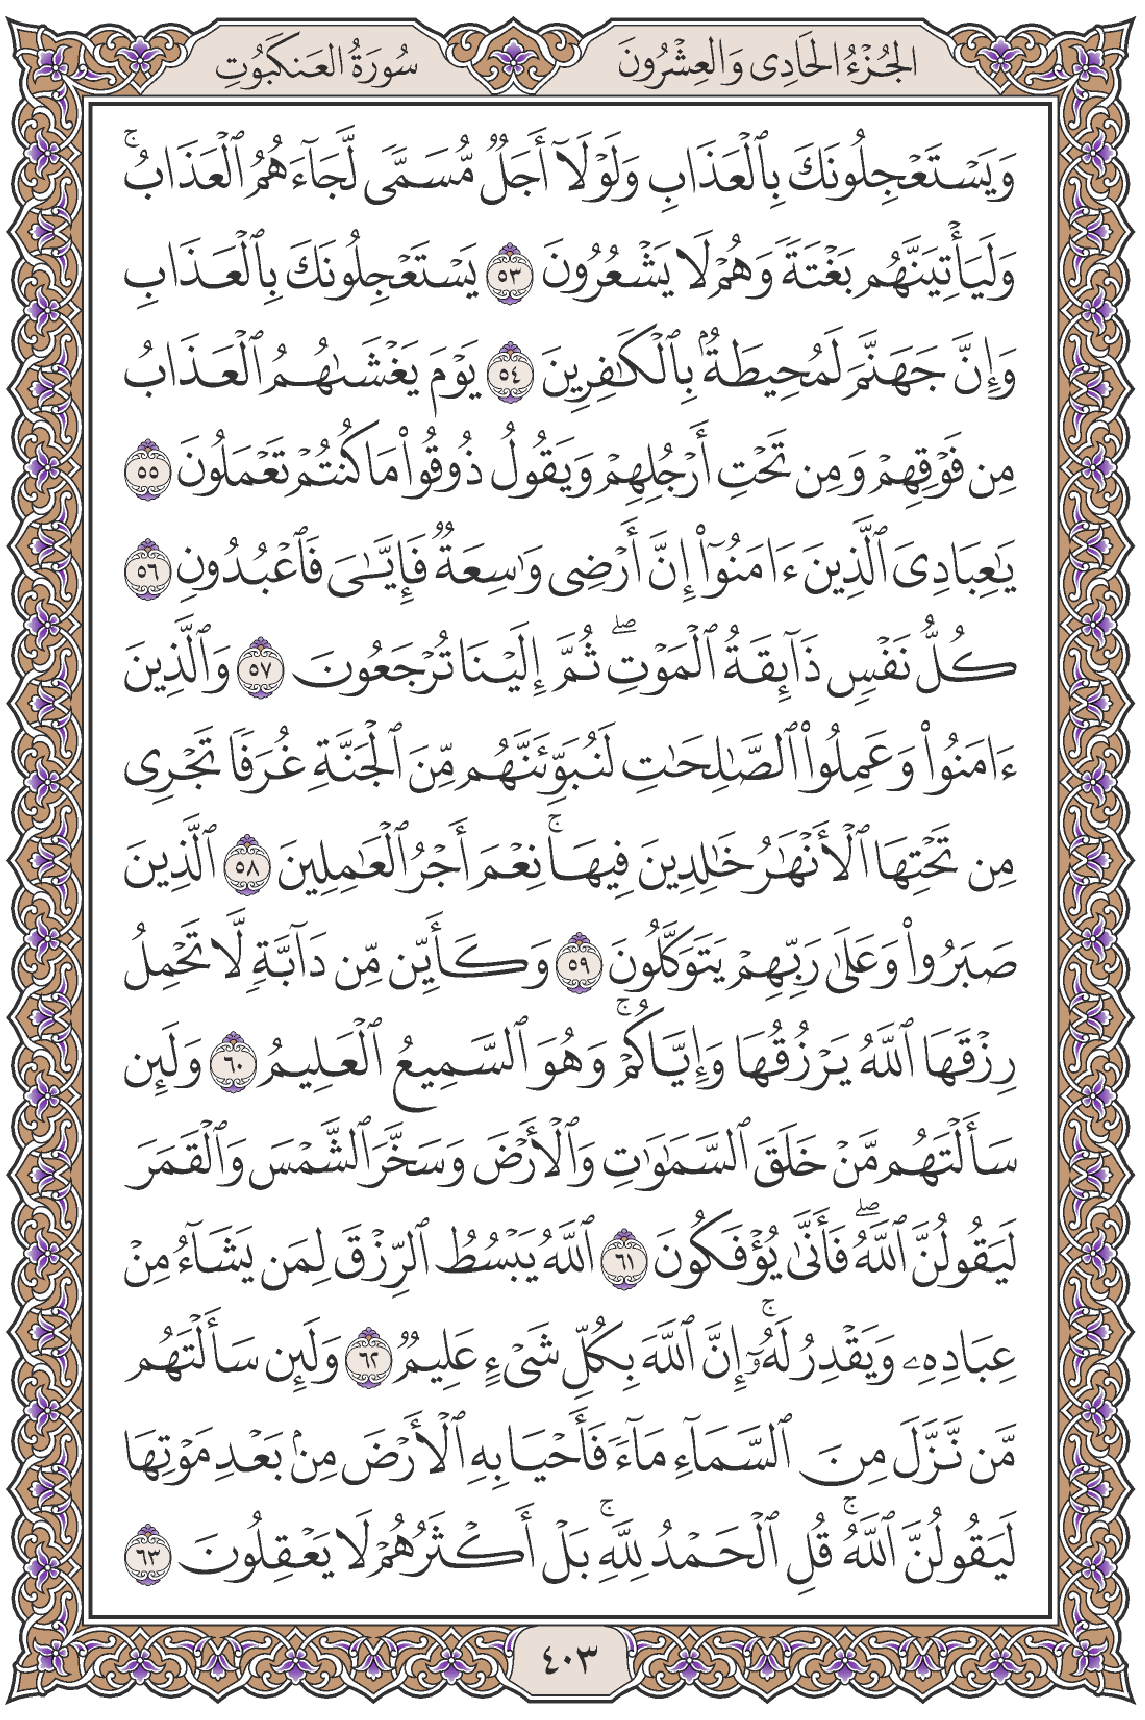 الجُزْءُ الحَادِى وَالعِشْرُونَ سُورَةُ العَنكَبُوتِ
وَيَسْتَعْجِلُونَكَ بِٱلْعَذَابِ وَلَوْلَآ أَجَلٌ مُّسَمًّى لَّجَآءَهُمُ ٱلْعَذَابُۚ
وَلَيَأْتِيَنَّهُم بَغْتَةً وَهُمْ لَا يَشْعُرُونَ ٥٣ يَسْتَعْجِلُونَكَ بِٱلْعَذَابِ
وَإِنَّ جَهَنَّمَ لَمُحِيطَةٌۢ بِٱلْكَٰفِرِينَ ٥٤ يَوْمَ يَغْشَىٰهُمُ ٱلْعَذَابُ
مِن فَوْقِهِمْ وَمِن تَحْتِ أَرْجُلِهِمْ وَيَقُولُ ذُوقُوا۟ مَا كُنتُمْ تَعْمَلُونَ ٥٥
يَٰعِبَادِىَ ٱلَّذِينَ ءَامَنُوٓا۟ إِنَّ أَرْضِى وَٰسِعَةٌ فَإِيَّٰىَ فَٱعْبُدُونِ ٥٦
كُلُّ نَفْسٍ ذَآئِقَةُ ٱلْمَوْتِۖ ثُمَّ إِلَيْنَا تُرْجَعُونَ ٥٧ وَٱلَّذِينَ
ءَامَنُوا۟ وَعَمِلُوا۟ ٱلصَّٰلِحَٰتِ لَنُبَوِّئَنَّهُم مِّنَ ٱلْجَنَّةِ غُرَفًا تَجْرِى
مِن تَحْتِهَا ٱلْأَنْهَٰرُ خَٰلِدِينَ فِيهَاۚ نِعْمَ أَجْرُ ٱلْعَٰمِلِينَ ٥٨ ٱلَّذِينَ
صَبَرُوا۟ وَعَلَىٰ رَبِّهِمْ يَتَوَكَّلُونَ ٥٩ وَكَأَيِّن مِّن دَآبَّةٍ لَّا تَحْمِلُ
رِزْقَهَا ٱللَّهُ يَرْزُقُهَا وَإِيَّاكُمْۚ وَهُوَ ٱلسَّمِيعُ ٱلْعَلِيمُ ٦٠ وَلَئِن
سَأَلْتَهُم مَّنْ خَلَقَ ٱلسَّمَٰوَٰتِ وَٱلْأَرْضَ وَسَخَّرَ ٱلشَّمْسَ وَٱلْقَمَرَ
لَيَقُولُنَّ ٱللَّهُۖ فَأَنَّىٰ يُؤْفَكُونَ ٦١ ٱللَّهُ يَبْسُطُ ٱلرِّزْقَ لِمَن يَشَآءُ مِنْ
عِبَادِهِۦ وَيَقْدِرُ لَهُۥٓۚ إِنَّ ٱللَّهَ بِكُلِّ شَىْءٍ عَلِيمٌ ٦٢ وَلَئِن سَأَلْتَهُم
مَّن نَّزَّلَ مِنَ ٱلسَّمَآءِ مَآءً فَأَحْيَا بِهِ ٱلْأَرْضَ مِنۢ بَعْدِ مَوْتِهَا
لَيَقُولُنَّ ٱللَّهُۚ قُلِ ٱلْحَمْدُ لِلَّهِۚ بَلْ أَكْثَرُهُمْ لَا يَعْقِلُونَ ٦٣
٤٠٣